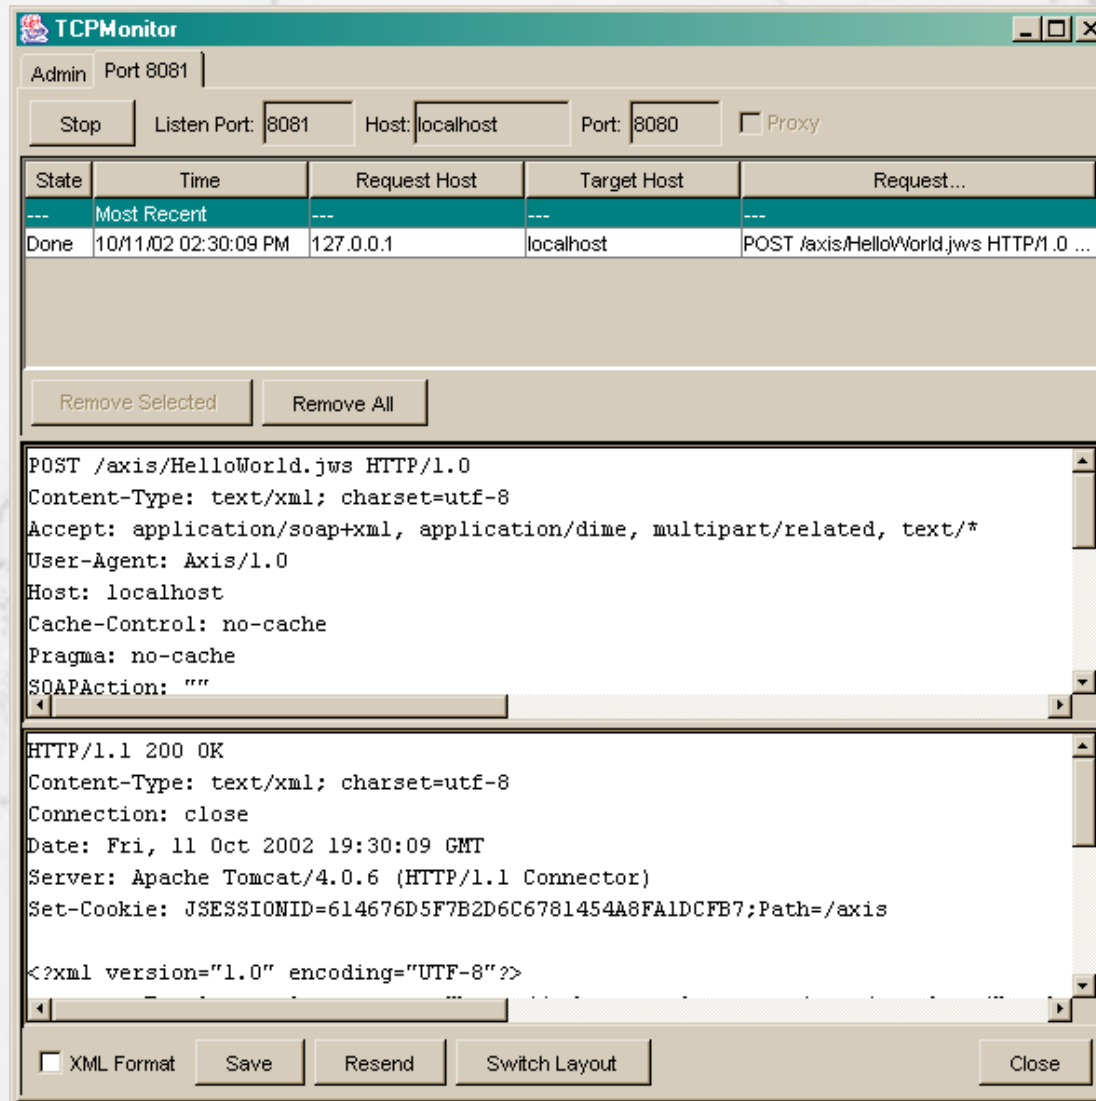 TCPMonitor
Admin Port 8081
Stop Listen Port: 8081 Host: localhost Port: 8080 Proxy
State Time Request Host Target Host Request...
--- Most Recent --- --- ---
Done 10/11/02 02:30:09 PM 127.0.0.1 localhost POST /axis/HelloWorld.jws HTTP/1.0 ...
Remove Selected Remove All
POST /axis/HelloWorld.jws HTTP/1.0
Content-Type: text/xml; charset=utf-8
Accept: application/soap+xml, application/dime, multipart/related, text/*
User-Agent: Axis/1.0
Host: localhost
Cache-Control: no-cache
Pragma: no-cache
SOAPAction: ""
HTTP/1.1 200 OK
Content-Type: text/xml; charset=utf-8
Connection: close
Date: Fri, 11 Oct 2002 19:30:09 GMT
Server: Apache Tomcat/4.0.6 (HTTP/1.1 Connector)
Set-Cookie: JSESSIONID=614676D5F7B2D6C6781454A8FA1DCFB7;Path=/axis
<?xml version="1.0" encoding="UTF-8"?>
XML Format Save Resend Switch Layout Close